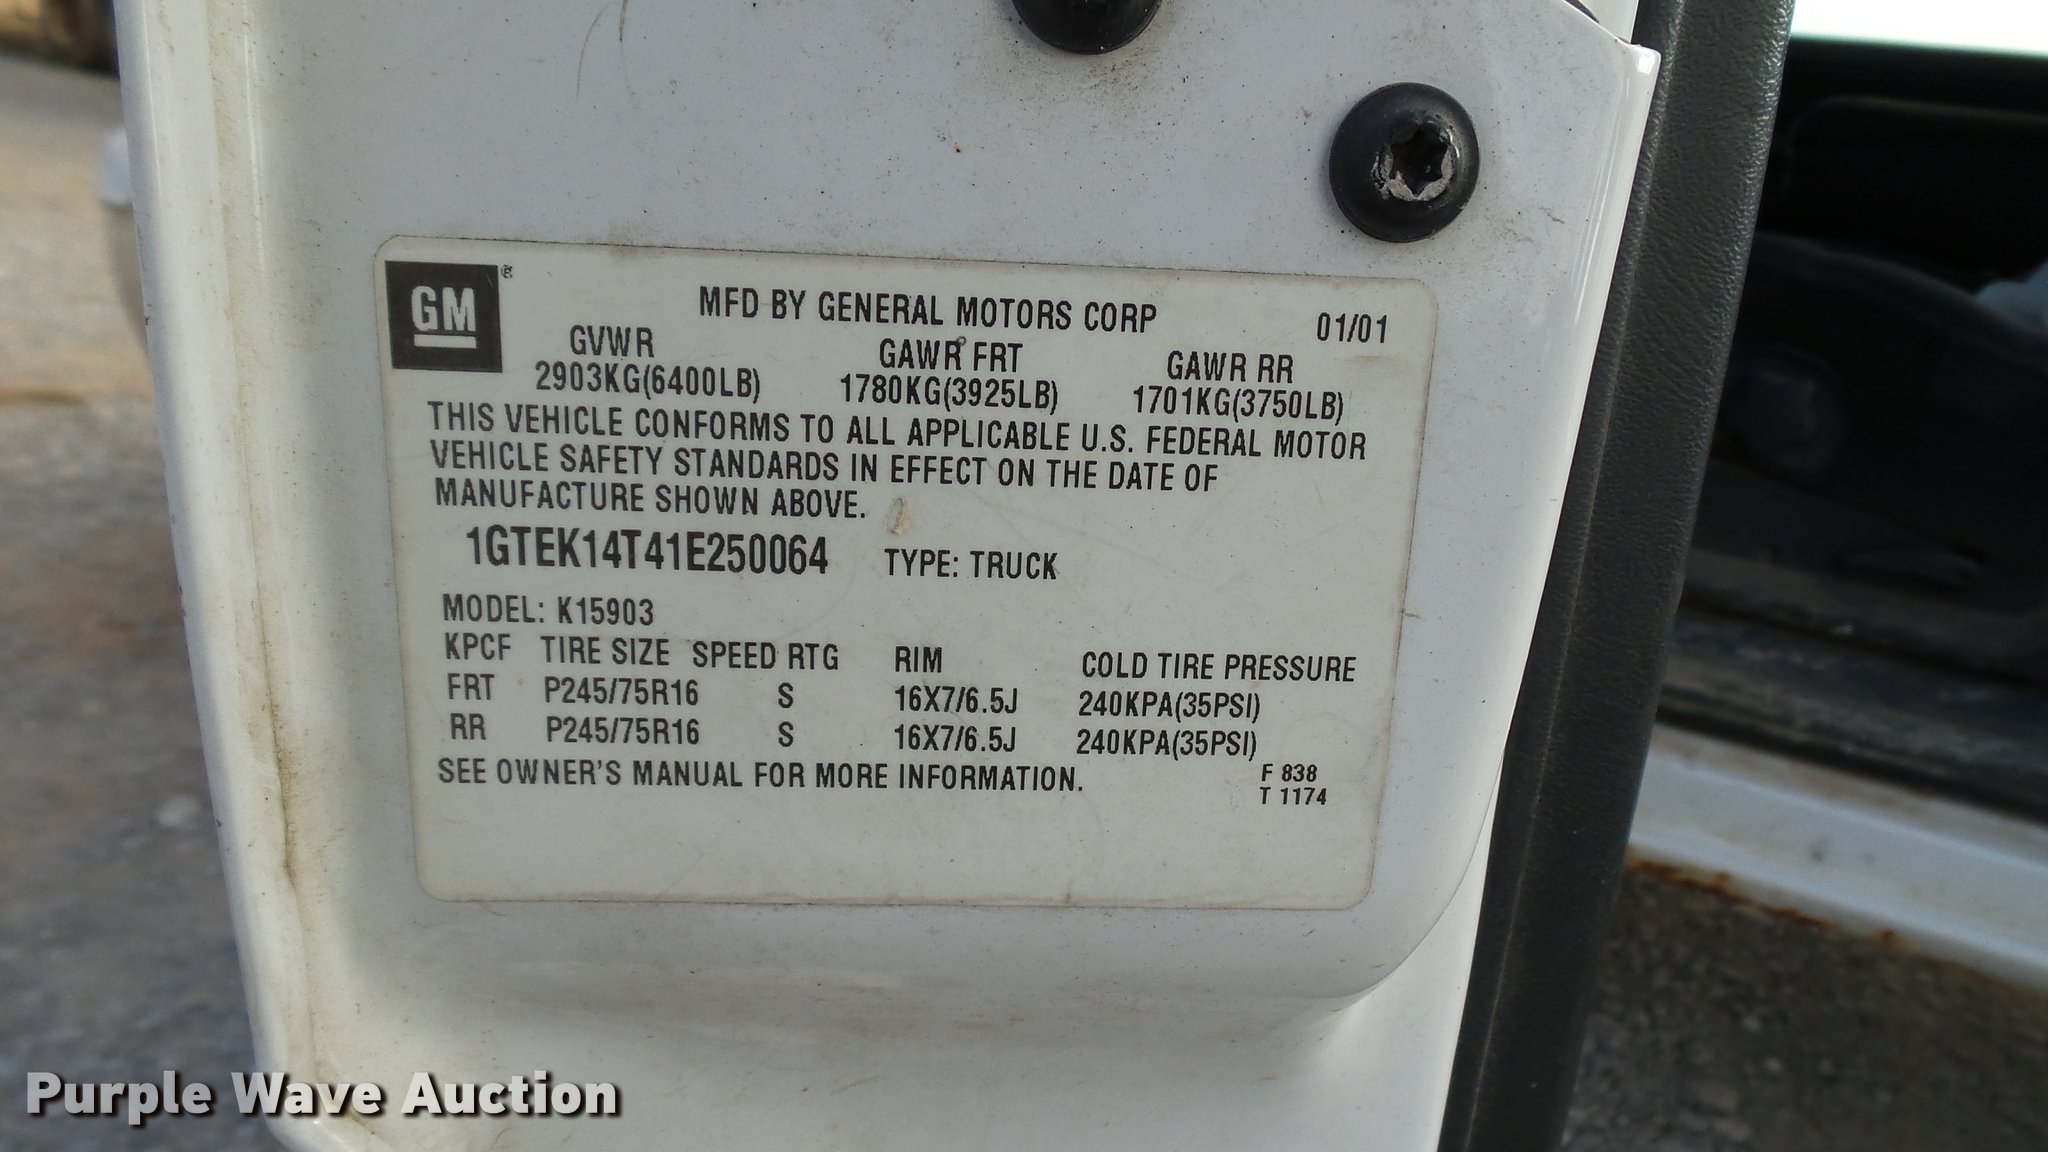 GM
MFD BY GENERAL MOTORS CORP 01/01
GVWR GAWR FRT GAWR RR
2903KG(6400LB) 1780KG(3925LB) 1701KG(3750LB)
THIS VEHICLE CONFORMS TO ALL APPLICABLE U.S. FEDERAL MOTOR
VEHICLE SAFETY STANDARDS IN EFFECT ON THE DATE OF
MANUFACTURE SHOWN ABOVE.
1GTEK14T41E250064 TYPE: TRUCK
MODEL: K15903
KPCF TIRE SIZE SPEED RTG RIM COLD TIRE PRESSURE
FRT P245/75R16 S 16X7/6.5J 240KPA(35PSI)
RR P245/75R16 S 16X7/6.5J 240KPA(35PSI)
SEE OWNER'S MANUAL FOR MORE INFORMATION.
F 838
T 1174
Purple Wave Auction